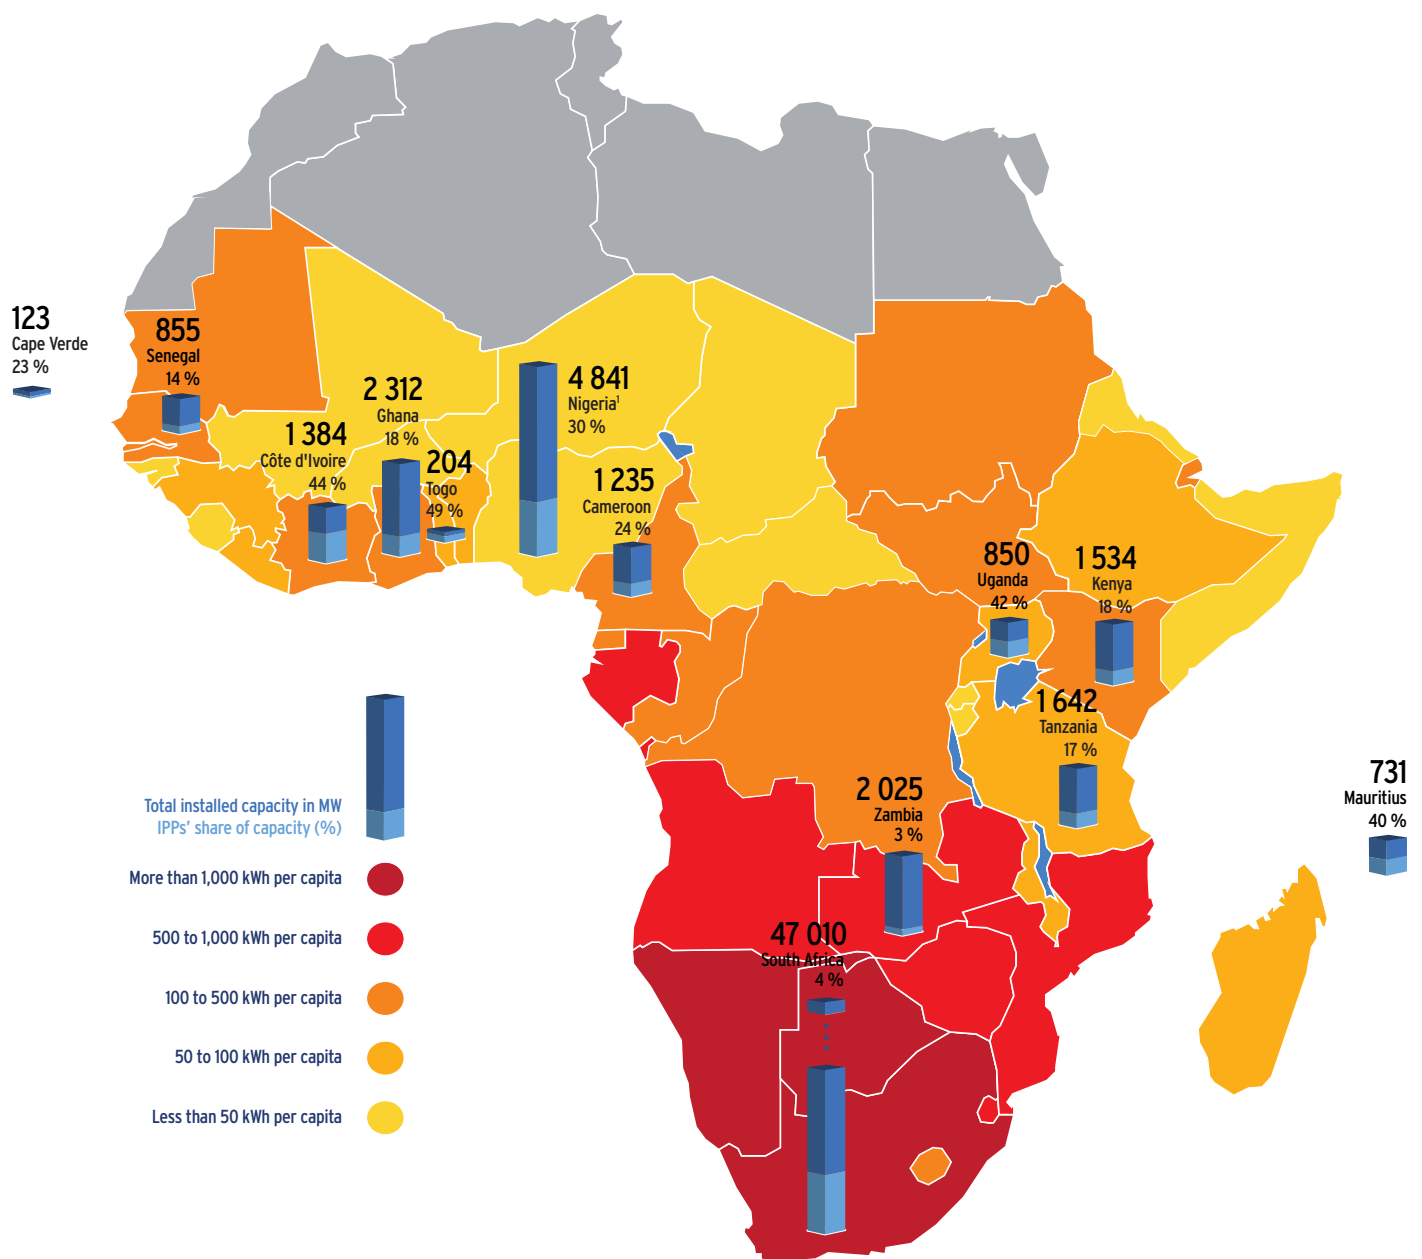 123
Cape Verde
23 %
855
Senegal
14 %
2 312
Ghana
18 %
4 841
Nigeria¹
30 %
1 384
Côte d'Ivoire
44 %
204
Togo
49 %
1 235
Cameroon
24 %
850
Uganda
42 %
1 534
Kenya
18 %
1 642
Tanzania
17 %
2 025
Zambia
3 %
731
Mauritius
40 %
47 010
South Africa
4 %
Total installed capacity in MW
IPPs' share of capacity (%)
More than 1,000 kWh per capita
500 to 1,000 kWh per capita
100 to 500 kWh per capita
50 to 100 kWh per capita
Less than 50 kWh per capita